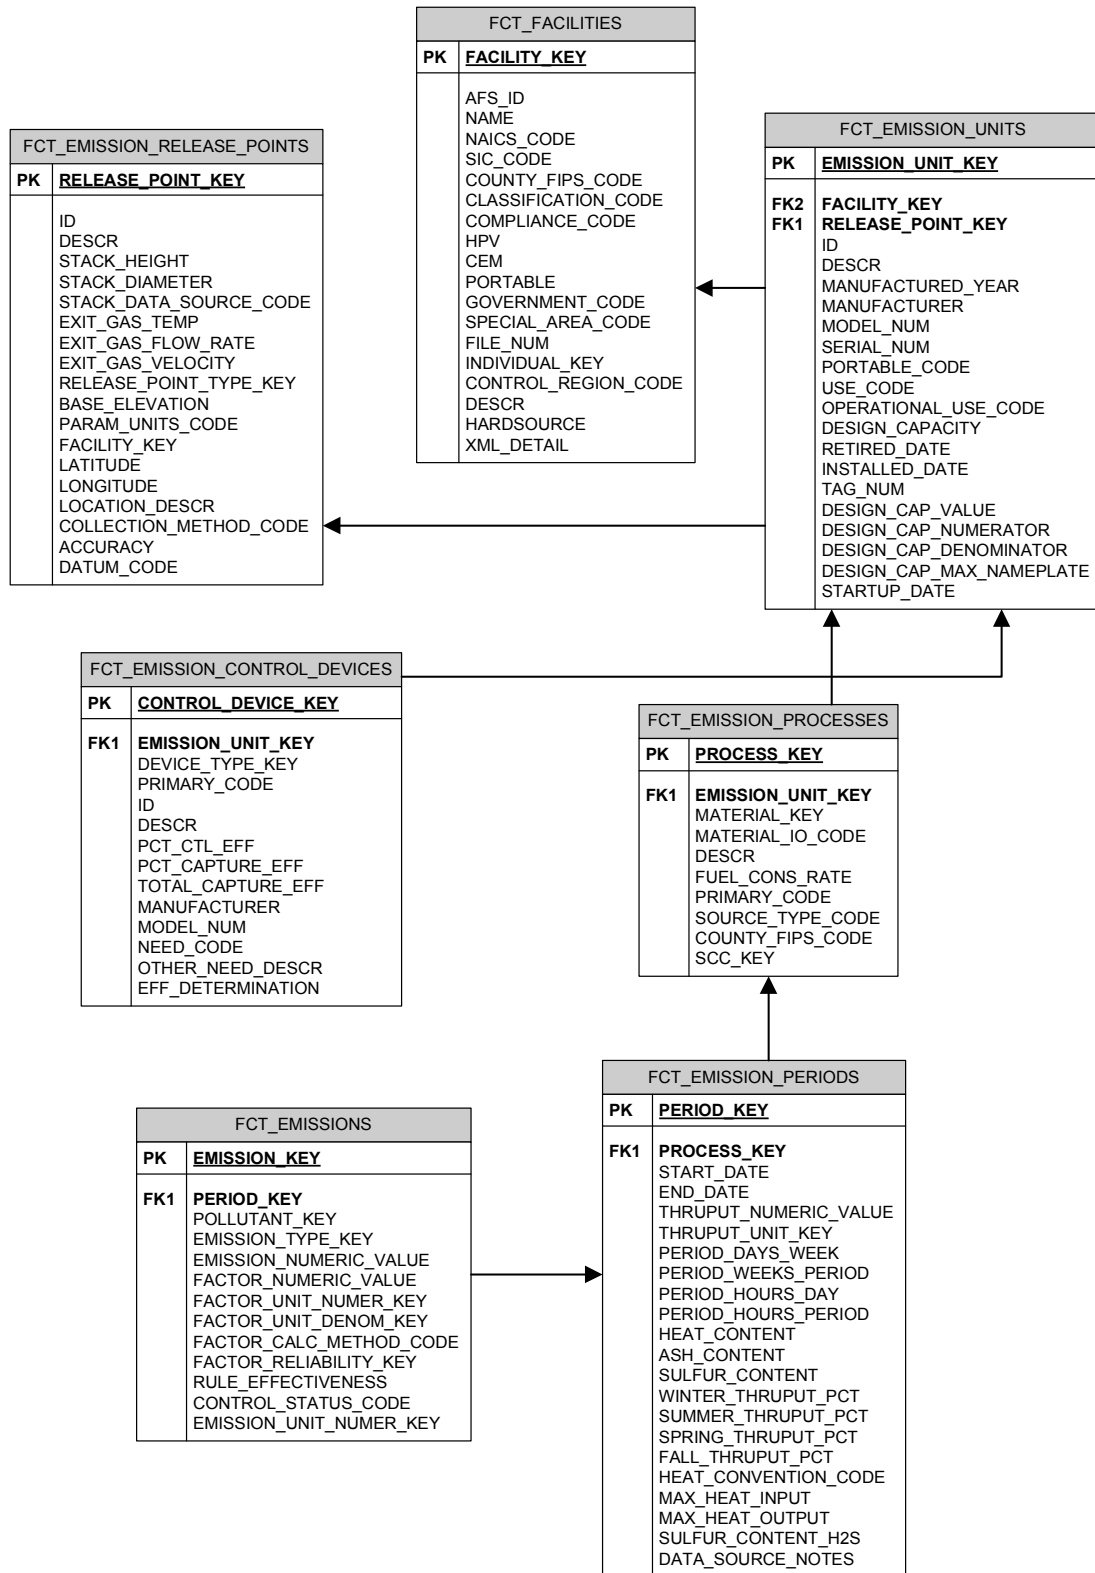 FCT_FACILITIES
PK FACILITY_KEY
AFS_ID
NAME
NAICS_CODE
SIC_CODE
COUNTY_FIPS_CODE
CLASSIFICATION_CODE
COMPLIANCE_CODE
HPV
CEM
PORTABLE
GOVERNMENT_CODE
SPECIAL_AREA_CODE
FILE_NUM
INDIVIDUAL_KEY
CONTROL_REGION_CODE
DESCR
HARDSOURCE
XML_DETAIL
FCT_EMISSION_RELEASE_POINTS
PK RELEASE_POINT_KEY
ID
DESCR
STACK_HEIGHT
STACK_DIAMETER
STACK_DATA_SOURCE_CODE
EXIT_GAS_TEMP
EXIT_GAS_FLOW_RATE
EXIT_GAS_VELOCITY
RELEASE_POINT_TYPE_KEY
BASE_ELEVATION
PARAM_UNITS_CODE
FACILITY_KEY
LATITUDE
LONGITUDE
LOCATION_DESCR
COLLECTION_METHOD_CODE
ACCURACY
DATUM_CODE
FCT_EMISSION_UNITS
PK EMISSION_UNIT_KEY
FK2 FACILITY_KEY
FK1 RELEASE_POINT_KEY
ID
DESCR
MANUFACTURED_YEAR
MANUFACTURER
MODEL_NUM
SERIAL_NUM
PORTABLE_CODE
USE_CODE
OPERATIONAL_USE_CODE
DESIGN_CAPACITY
RETIRED_DATE
INSTALLED_DATE
TAG_NUM
DESIGN_CAP_VALUE
DESIGN_CAP_NUMERATOR
DESIGN_CAP_DENOMINATOR
DESIGN_CAP_MAX_NAMEPLATE
STARTUP_DATE
FCT_EMISSION_CONTROL_DEVICES
PK CONTROL_DEVICE_KEY
FK1 EMISSION_UNIT_KEY
DEVICE_TYPE_KEY
PRIMARY_CODE
ID
DESCR
PCT_CTL_EFF
PCT_CAPTURE_EFF
TOTAL_CAPTURE_EFF
MANUFACTURER
MODEL_NUM
NEED_CODE
OTHER_NEED_DESCR
EFF_DETERMINATION
FCT_EMISSION_PROCESSES
PK PROCESS_KEY
FK1 EMISSION_UNIT_KEY
MATERIAL_KEY
MATERIAL_IO_CODE
DESCR
FUEL_CONS_RATE
PRIMARY_CODE
SOURCE_TYPE_CODE
COUNTY_FIPS_CODE
SCC_KEY
FCT_EMISSIONS
PK EMISSION_KEY
FK1 PERIOD_KEY
POLLUTANT_KEY
EMISSION_TYPE_KEY
EMISSION_NUMERIC_VALUE
FACTOR_NUMERIC_VALUE
FACTOR_UNIT_NUMER_KEY
FACTOR_UNIT_DENOM_KEY
FACTOR_CALC_METHOD_CODE
FACTOR_RELIABILITY_KEY
RULE_EFFECTIVENESS
CONTROL_STATUS_CODE
EMISSION_UNIT_NUMER_KEY
FCT_EMISSION_PERIODS
PK PERIOD_KEY
FK1 PROCESS_KEY
START_DATE
END_DATE
THRUPUT_NUMERIC_VALUE
THRUPUT_UNIT_KEY
PERIOD_DAYS_WEEK
PERIOD_WEEKS_PERIOD
PERIOD_HOURS_DAY
PERIOD_HOURS_PERIOD
HEAT_CONTENT
ASH_CONTENT
SULFUR_CONTENT
WINTER_THRUPUT_PCT
SUMMER_THRUPUT_PCT
SPRING_THRUPUT_PCT
FALL_THRUPUT_PCT
HEAT_CONVENTION_CODE
MAX_HEAT_INPUT
MAX_HEAT_OUTPUT
SULFUR_CONTENT_H2S
DATA_SOURCE_NOTES